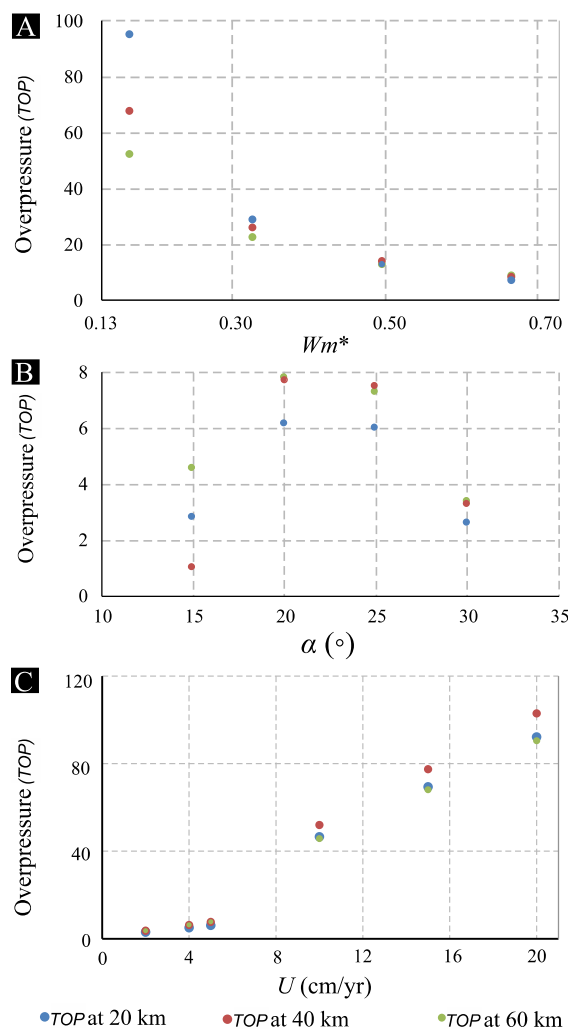 A
Overpressure (TOP)
100
80
60
40
20
0
0.13 0.30 0.50 0.70
Wm*
B
Overpressure (TOP)
8
6
4
2
0
10 15 20 25 30 35
α (°)
C
Overpressure (TOP)
120
80
40
0
0 4 8 12 16 20
U (cm/yr)
TOP at 20 km TOP at 40 km TOP at 60 km